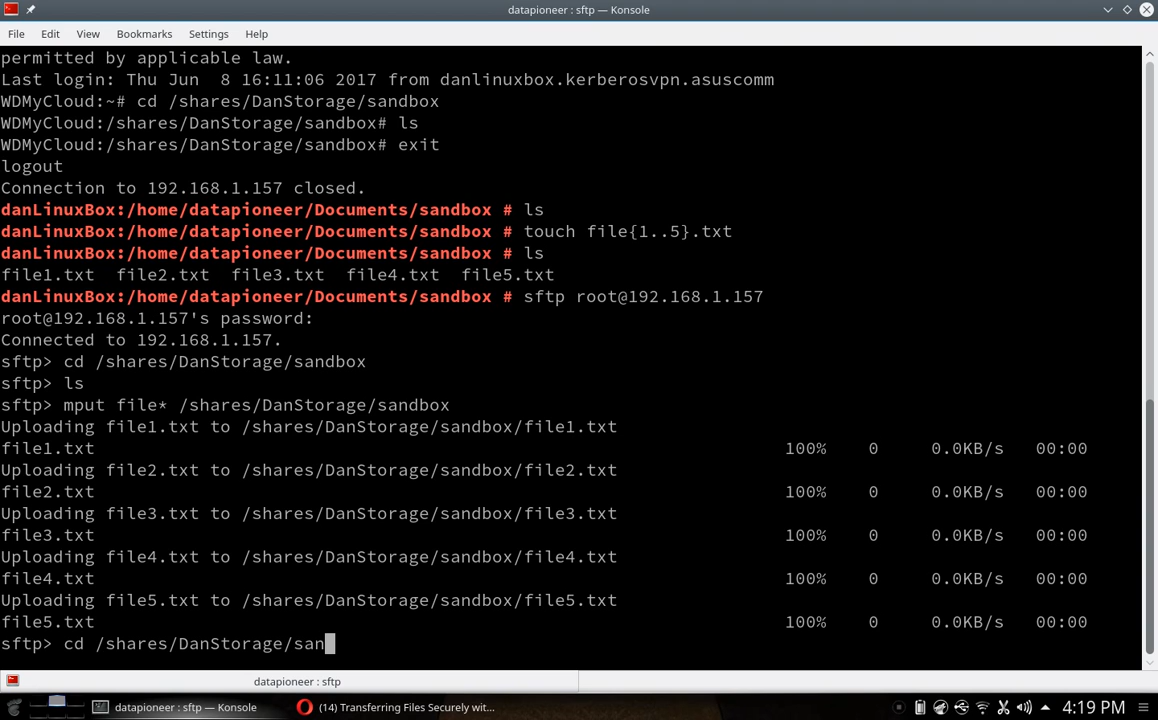 datapioneer : sftp — Konsole
File Edit View Bookmarks Settings Help
permitted by applicable law.
Last login: Thu Jun  8 16:11:06 2017 from danlinuxbox.kerberosvpn.asuscomm
WDMyCloud:~# cd /shares/DanStorage/sandbox
WDMyCloud:/shares/DanStorage/sandbox# ls
WDMyCloud:/shares/DanStorage/sandbox# exit
logout
Connection to 192.168.1.157 closed.
danLinuxBox:/home/datapioneer/Documents/sandbox # ls
danLinuxBox:/home/datapioneer/Documents/sandbox # touch file{1..5}.txt
danLinuxBox:/home/datapioneer/Documents/sandbox # ls
file1.txt  file2.txt  file3.txt  file4.txt  file5.txt
danLinuxBox:/home/datapioneer/Documents/sandbox # sftp root@192.168.1.157
root@192.168.1.157's password:
Connected to 192.168.1.157.
sftp> cd /shares/DanStorage/sandbox
sftp> ls
sftp> mput file* /shares/DanStorage/sandbox
Uploading file1.txt to /shares/DanStorage/sandbox/file1.txt
file1.txt 100% 0 0.0KB/s 00:00
Uploading file2.txt to /shares/DanStorage/sandbox/file2.txt
file2.txt 100% 0 0.0KB/s 00:00
Uploading file3.txt to /shares/DanStorage/sandbox/file3.txt
file3.txt 100% 0 0.0KB/s 00:00
Uploading file4.txt to /shares/DanStorage/sandbox/file4.txt
file4.txt 100% 0 0.0KB/s 00:00
Uploading file5.txt to /shares/DanStorage/sandbox/file5.txt
file5.txt 100% 0 0.0KB/s 00:00
sftp> cd /shares/DanStorage/san
datapioneer : sftp
datapioneer : sftp — Konsole (14) Transferring Files Securely wit... 4:19 PM